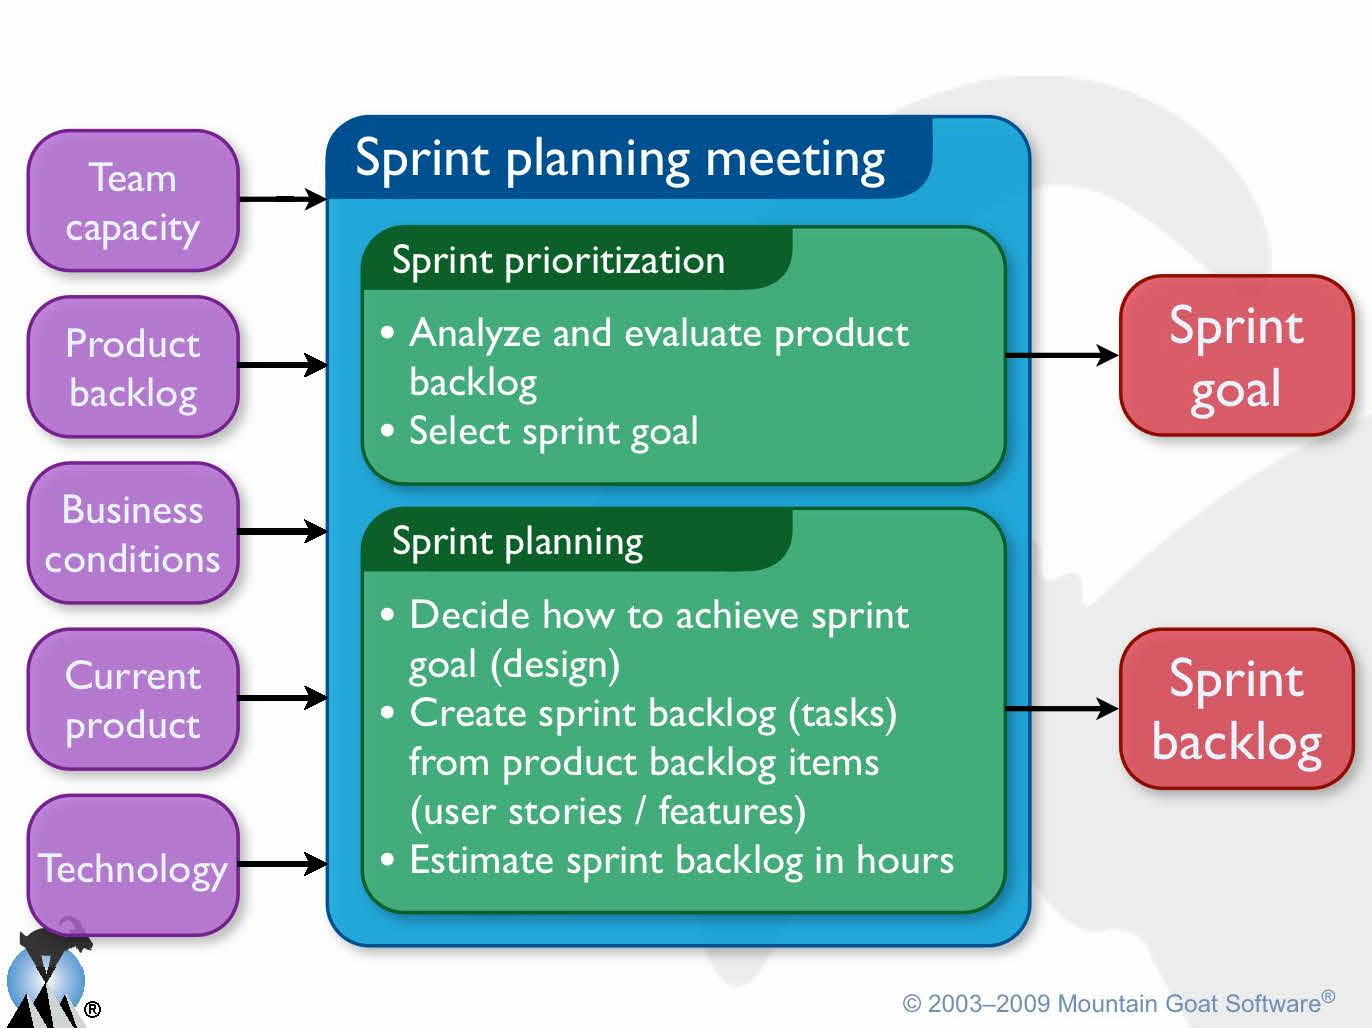 Team
capacity
Product
backlog
Business
conditions
Current
product
Technology
Sprint planning meeting
Sprint prioritization
• Analyze and evaluate product
backlog
• Select sprint goal
Sprint planning
• Decide how to achieve sprint
goal (design)
• Create sprint backlog (tasks)
from product backlog items
(user stories / features)
• Estimate sprint backlog in hours
Sprint
goal
Sprint
backlog
®
© 2003–2009 Mountain Goat Software®